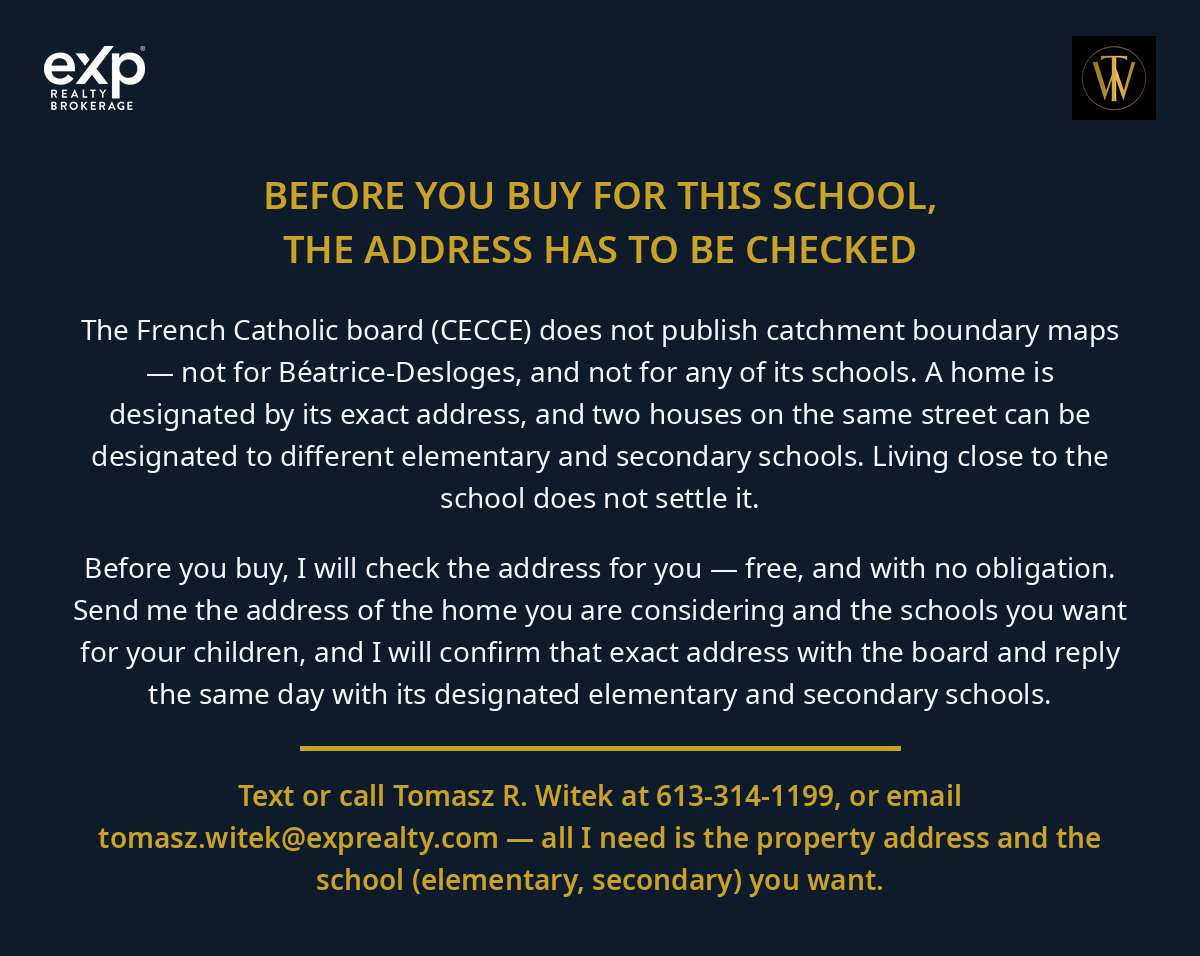 exp®
REALTY
BROKERAGE
TW
BEFORE YOU BUY FOR THIS SCHOOL,
THE ADDRESS HAS TO BE CHECKED
The French Catholic board (CECCE) does not publish catchment boundary maps
— not for Béatrice-Desloges, and not for any of its schools. A home is
designated by its exact address, and two houses on the same street can be
designated to different elementary and secondary schools. Living close to the
school does not settle it.
Before you buy, I will check the address for you — free, and with no obligation.
Send me the address of the home you are considering and the schools you want
for your children, and I will confirm that exact address with the board and reply
the same day with its designated elementary and secondary schools.
Text or call Tomasz R. Witek at 613-314-1199, or email
tomasz.witek@exprealty.com — all I need is the property address and the
school (elementary, secondary) you want.